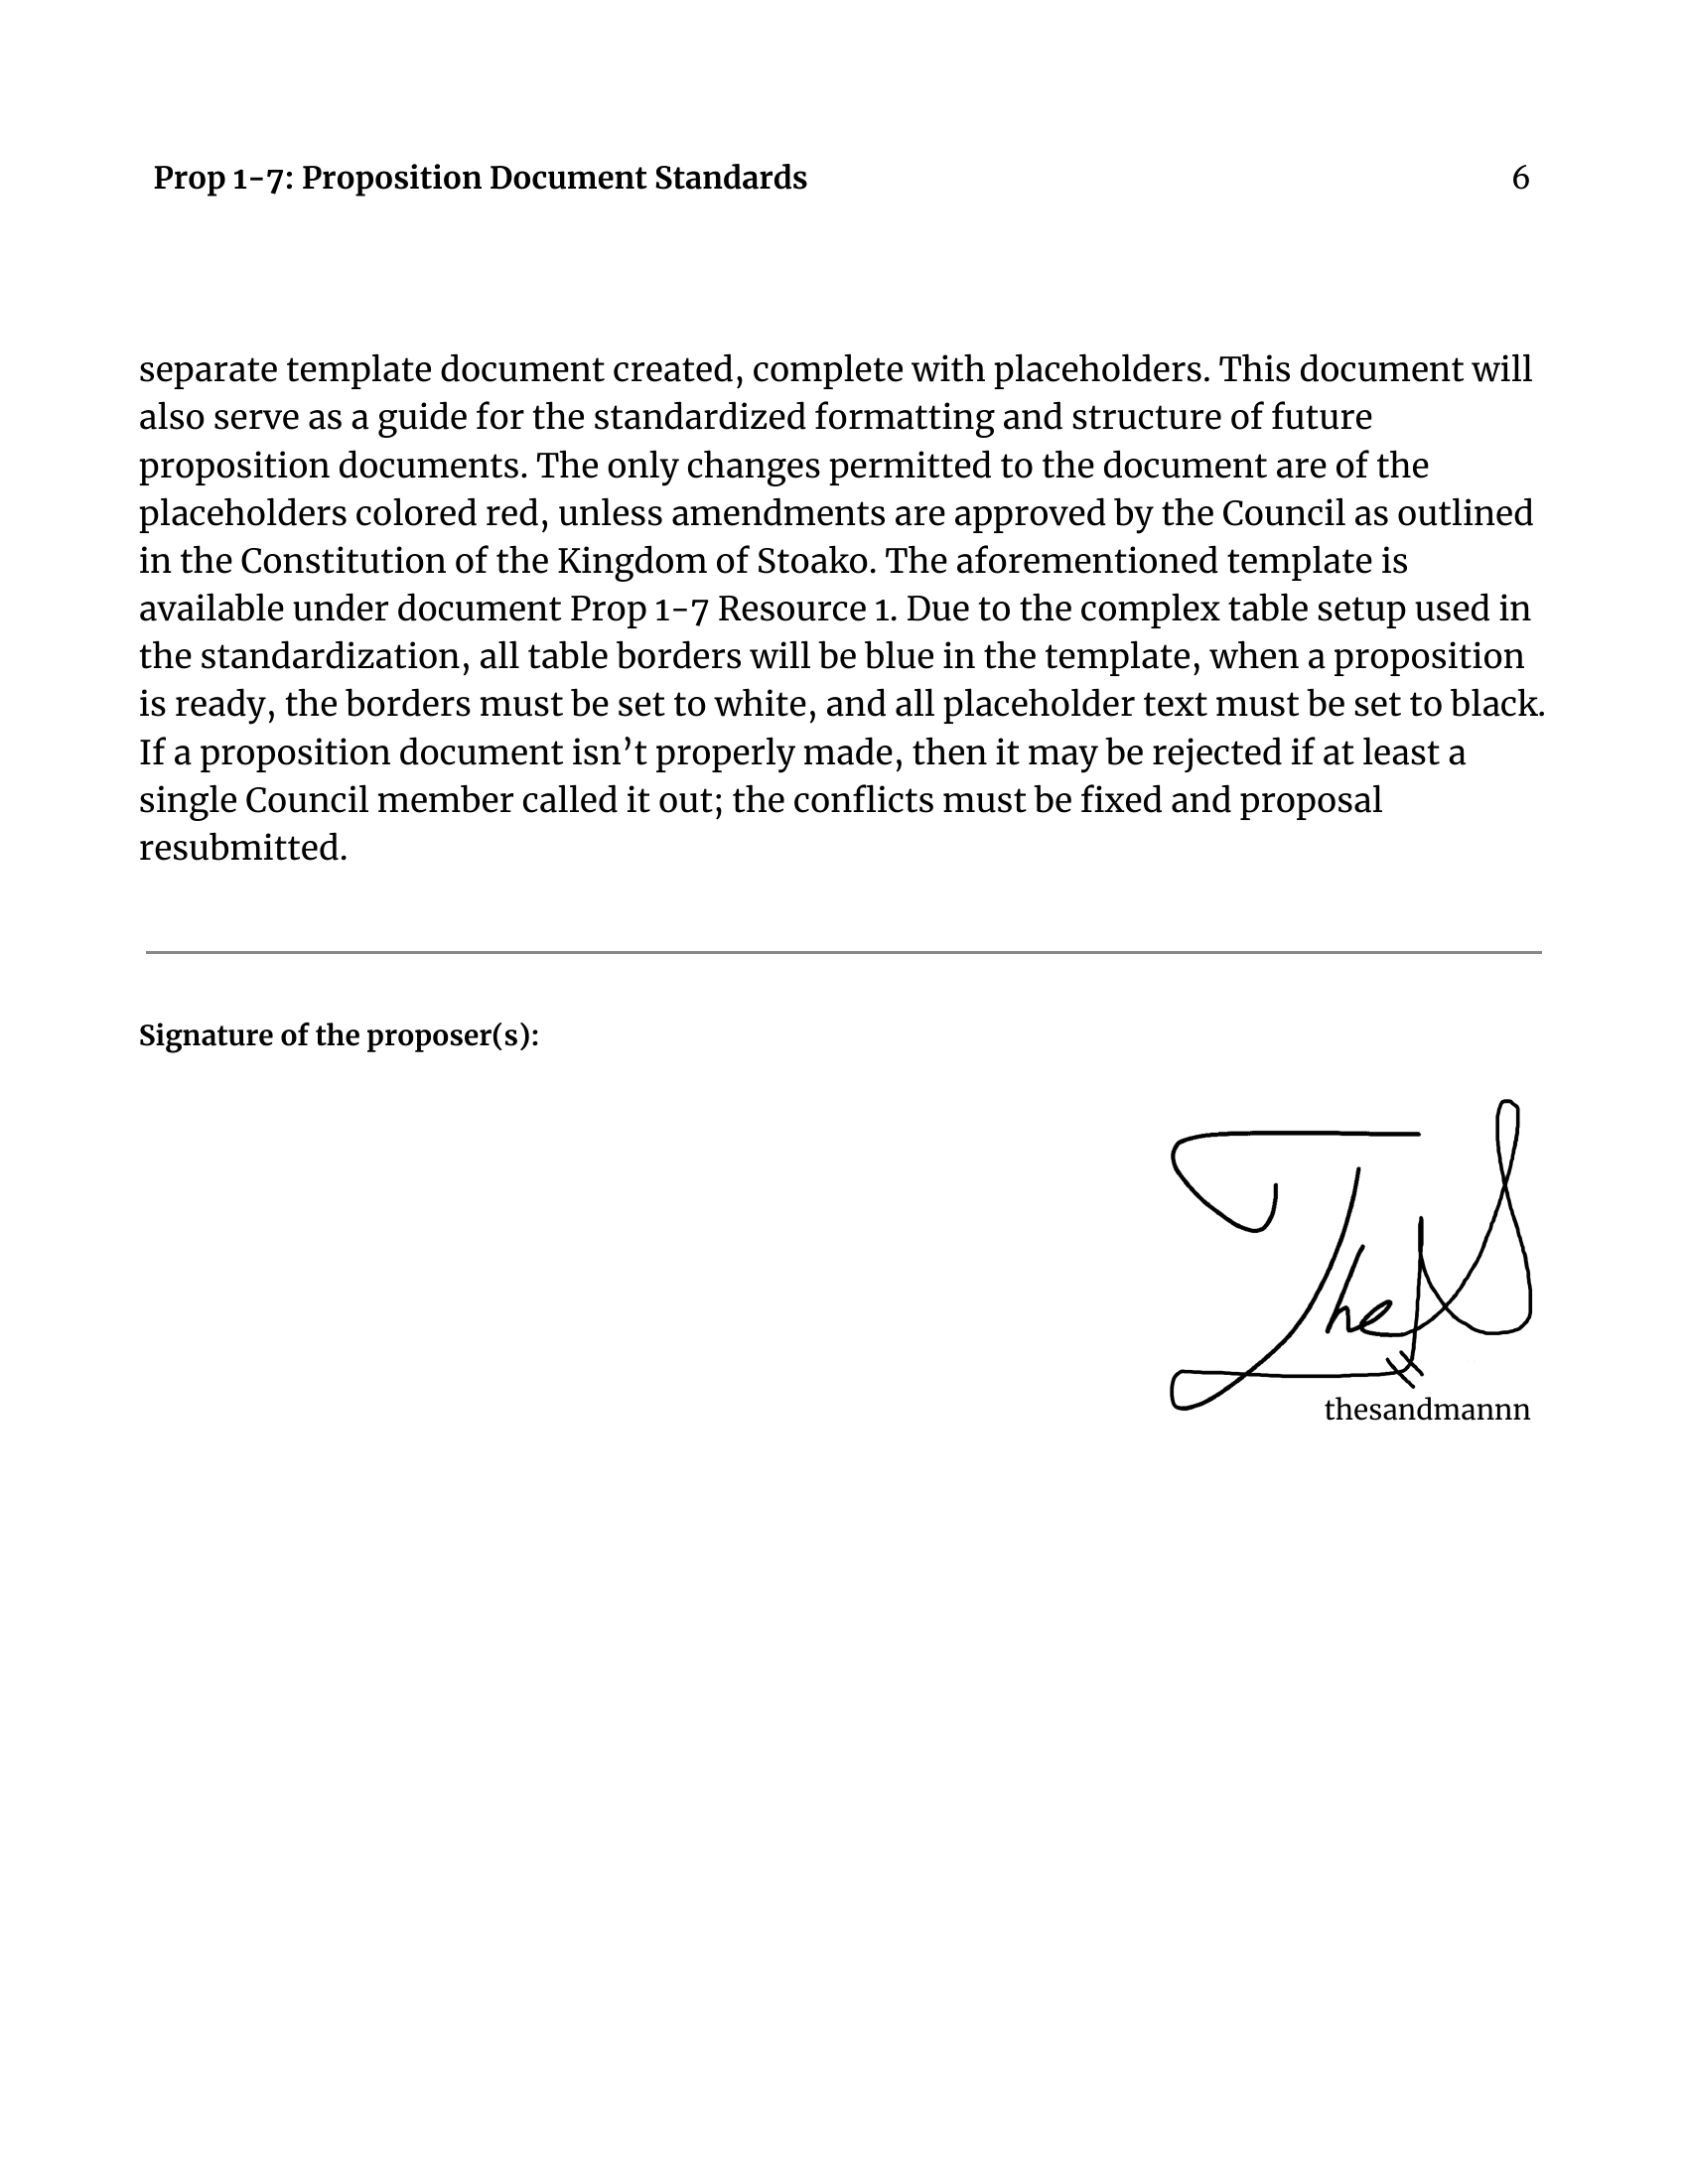 Prop 1-7: Proposition Document Standards 6
separate template document created, complete with placeholders. This document will
also serve as a guide for the standardized formatting and structure of future
proposition documents. The only changes permitted to the document are of the
placeholders colored red, unless amendments are approved by the Council as outlined
in the Constitution of the Kingdom of Stoako. The aforementioned template is
available under document Prop 1-7 Resource 1. Due to the complex table setup used in
the standardization, all table borders will be blue in the template, when a proposition
is ready, the borders must be set to white, and all placeholder text must be set to black.
If a proposition document isn’t properly made, then it may be rejected if at least a
single Council member called it out; the conflicts must be fixed and proposal
resubmitted.
Signature of the proposer(s):
TheS
thesandmannn